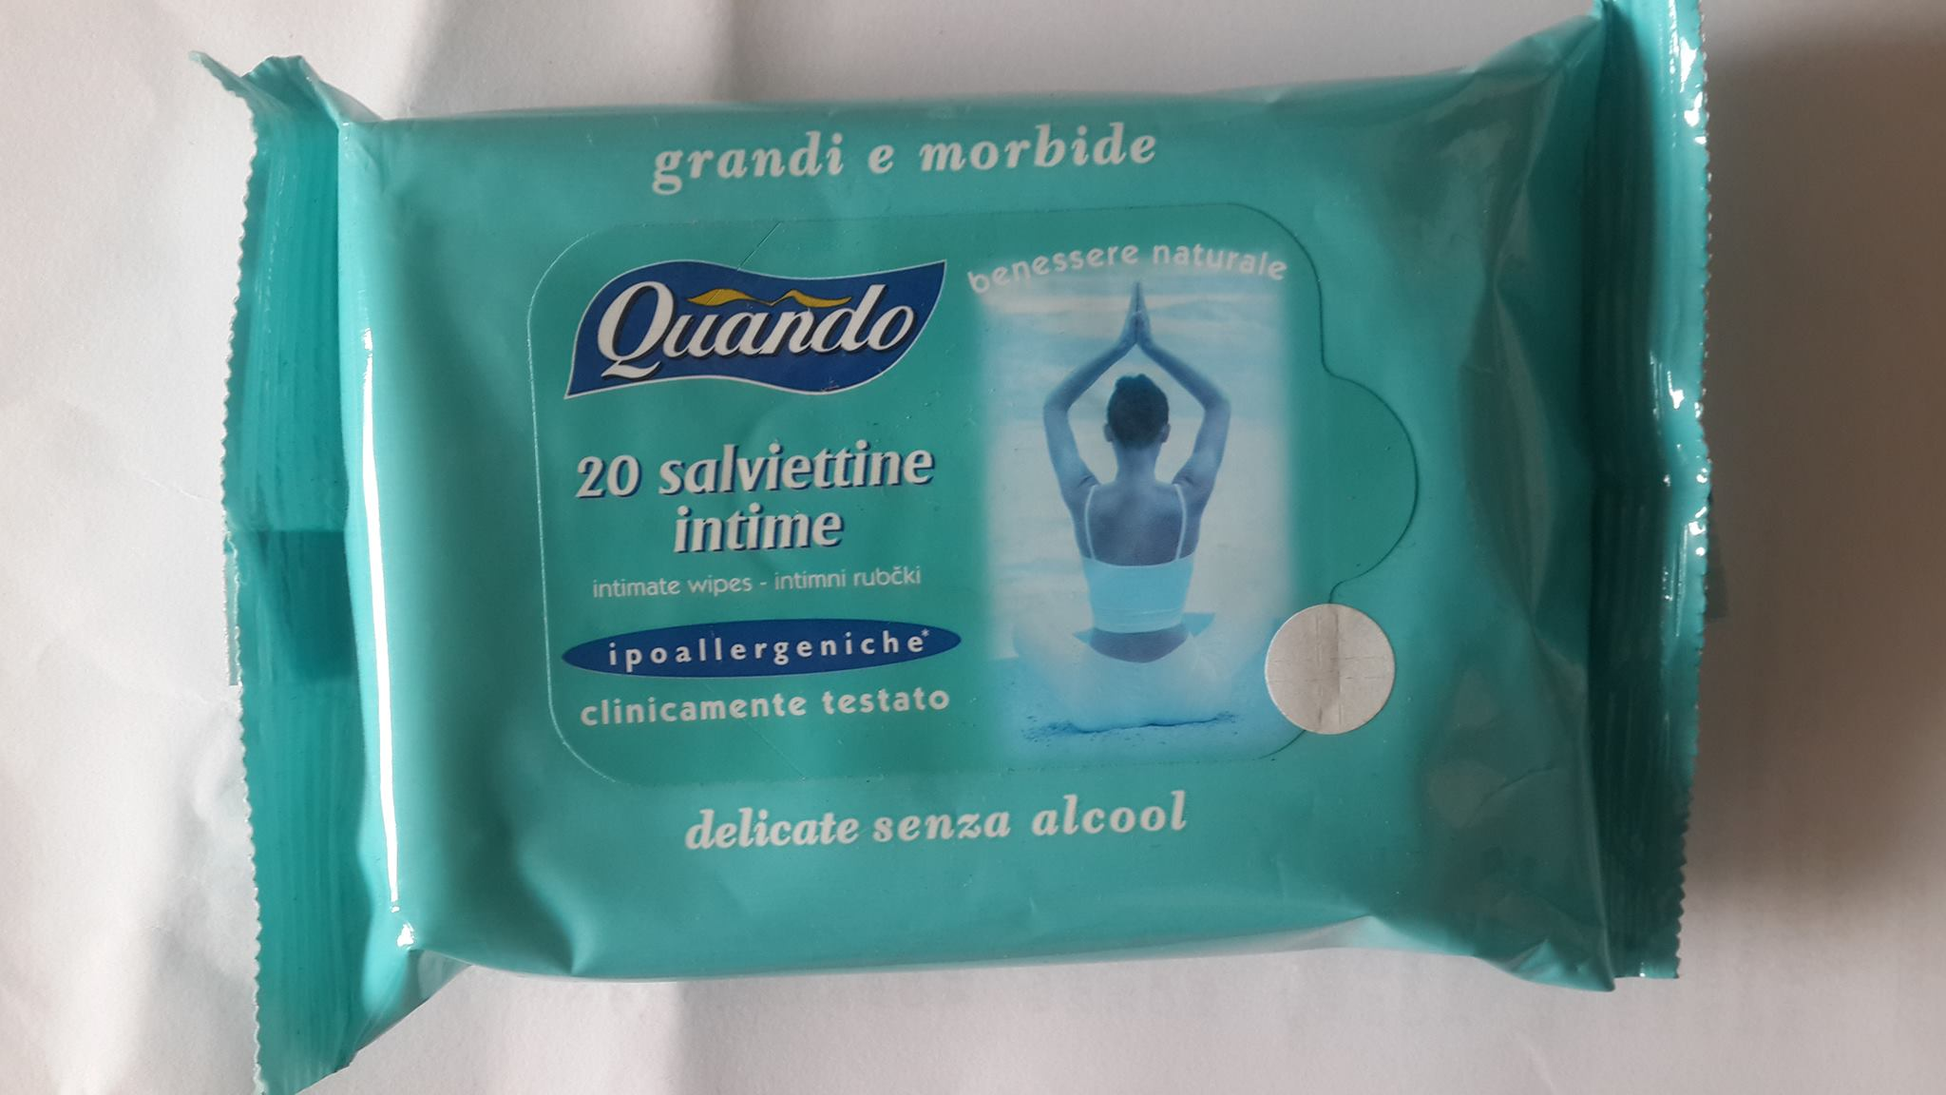 grandi e morbide
benessere naturale
Quando
20 salviettine
intime
intimate wipes - intimni rubčki
ipoallergeniche*
clinicamente testato
delicate senza alcool